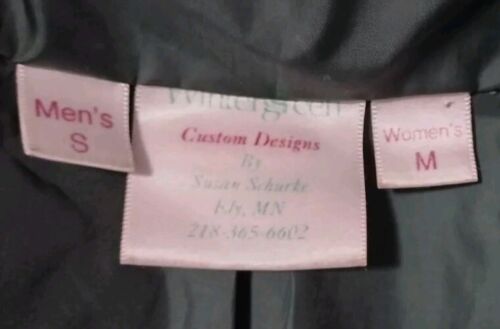 Men's
S
Wintergreen
Custom Designs
By
Susan Schurke
Ely, MN
218-365-6602
Women's
M